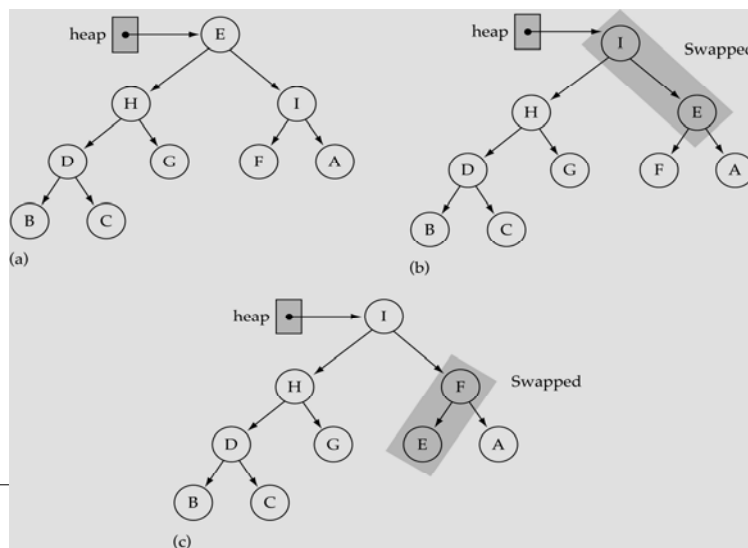 heap E
H I
D G F A
B C
(a)
heap I Swapped
H E
D G F A
B C
(b)
heap I
H F Swapped
D G E A
B C
(c)